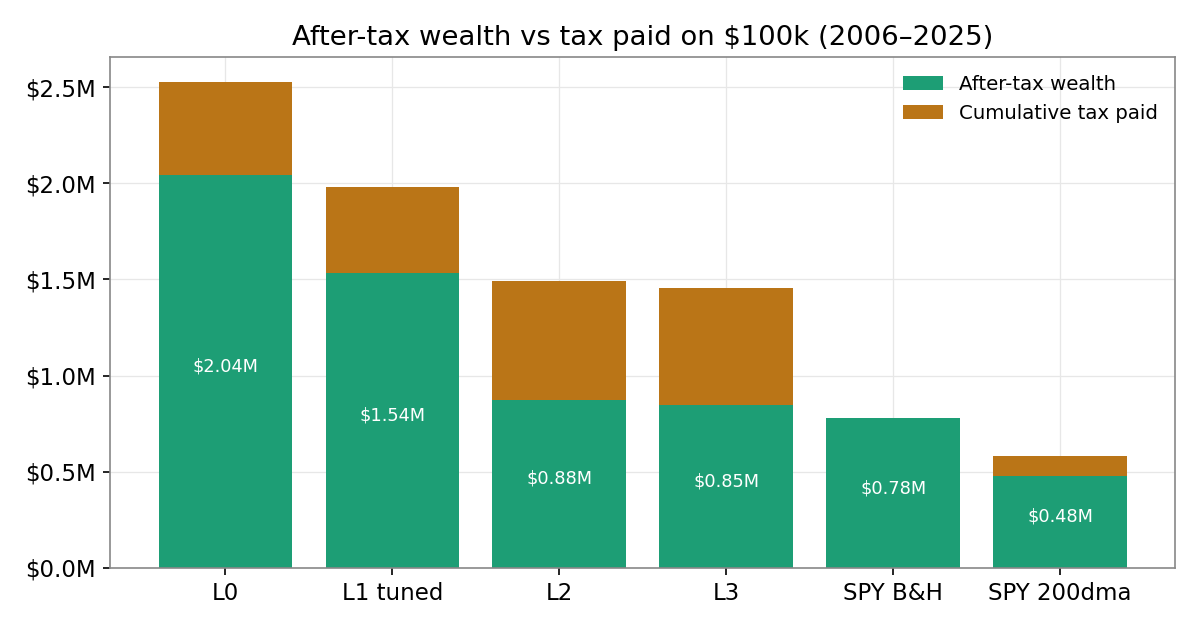 After-tax wealth vs tax paid on $100k (2006–2025)
After-tax wealth
Cumulative tax paid
$2.5M
$2.0M
$1.5M
$1.0M
$0.5M
$0.0M
$2.04M
$1.54M
$0.88M
$0.85M
$0.78M
$0.48M
L0
L1 tuned
L2
L3
SPY B&H
SPY 200dma